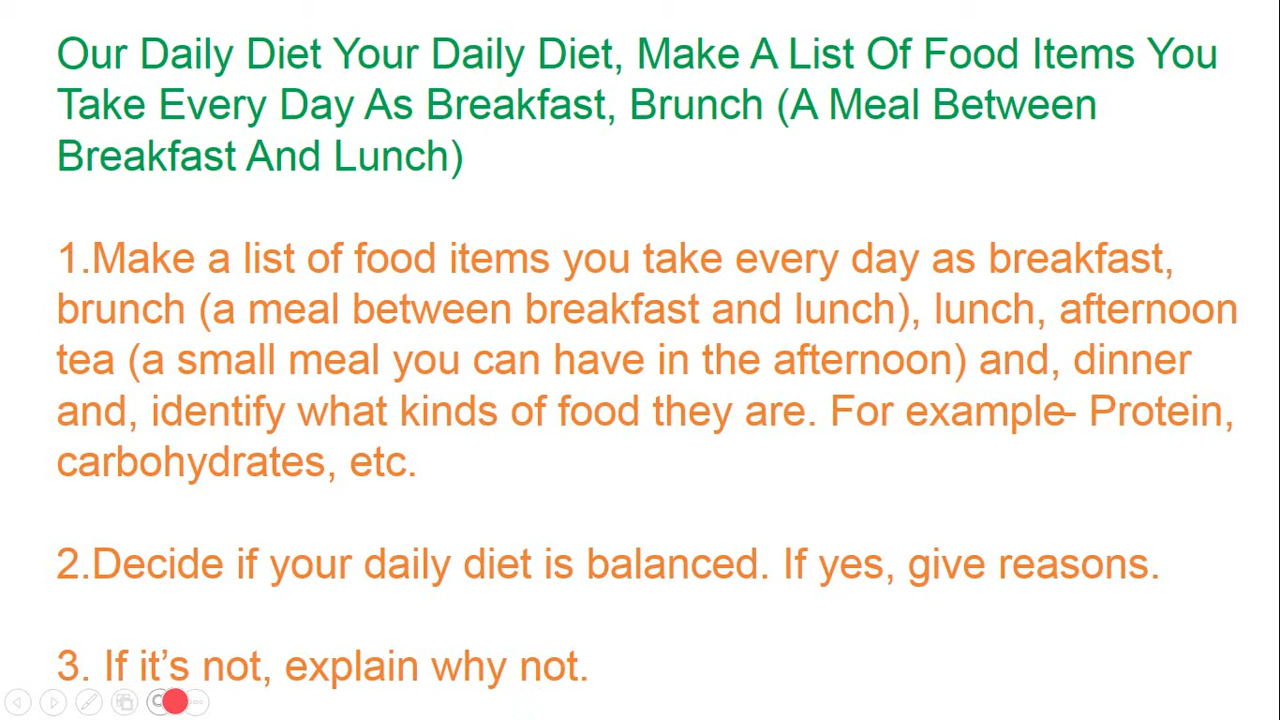 Our Daily Diet Your Daily Diet, Make A List Of Food Items You
Take Every Day As Breakfast, Brunch (A Meal Between
Breakfast And Lunch)
1.Make a list of food items you take every day as breakfast,
brunch (a meal between breakfast and lunch), lunch, afternoon
tea (a small meal you can have in the afternoon) and, dinner
and, identify what kinds of food they are. For example- Protein,
carbohydrates, etc.
2.Decide if your daily diet is balanced. If yes, give reasons.
3. If it’s not, explain why not.